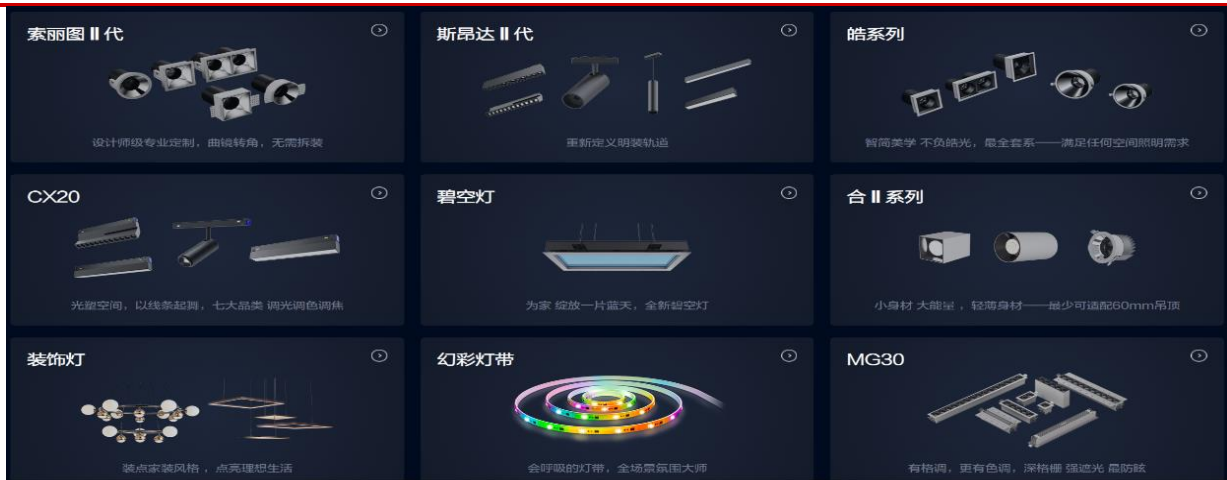 索丽图 II 代
设计师级专业定制，曲镜转角，无需拆装
斯昂达 II 代
重新定义明装轨道
皓系列
智简美学 不负皓光，最全套系——满足任何空间照明需求
CX20
光塑空间，以线条起舞，七大品类 调光调色调焦
碧空灯
为家 绽放一片蓝天，全新碧空灯
合 II 系列
小身材 大能量 ，轻薄身材——最少可适配60mm吊顶
装饰灯
装点家装风格 ，点亮理想生活
幻彩灯带
会呼吸的灯带，全场景氛围大师
MG30
有格调，更有色调，深格栅 强遮光 最防眩